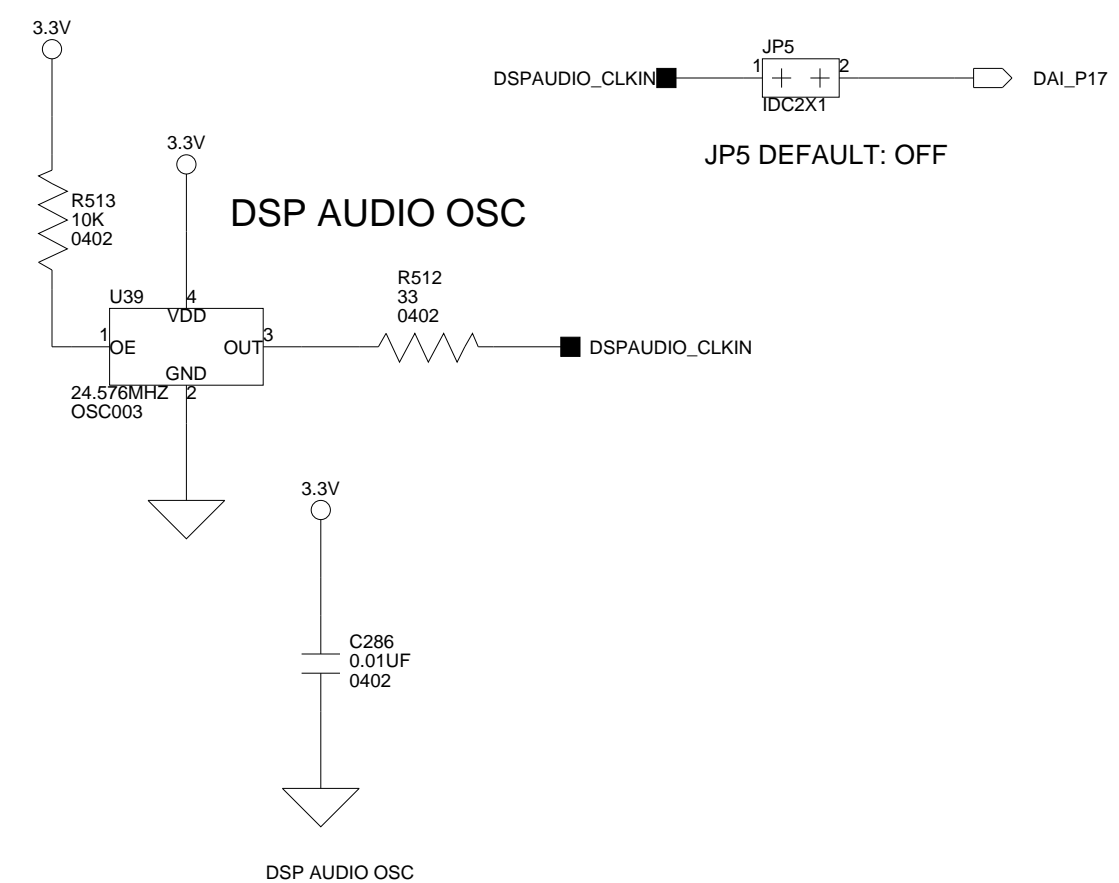 3.3V
JP5
1
2
DSPAUDIO_CLKIN
DAI_P17
IDC2X1
JP5 DEFAULT: OFF
3.3V
R513
10K
0402
DSP AUDIO OSC
R512
33
0402
U39
4
VDD
1
3
OE
OUT
DSPAUDIO_CLKIN
GND
24.576MHZ
2
OSC003
3.3V
C286
0.01UF
0402
DSP AUDIO OSC